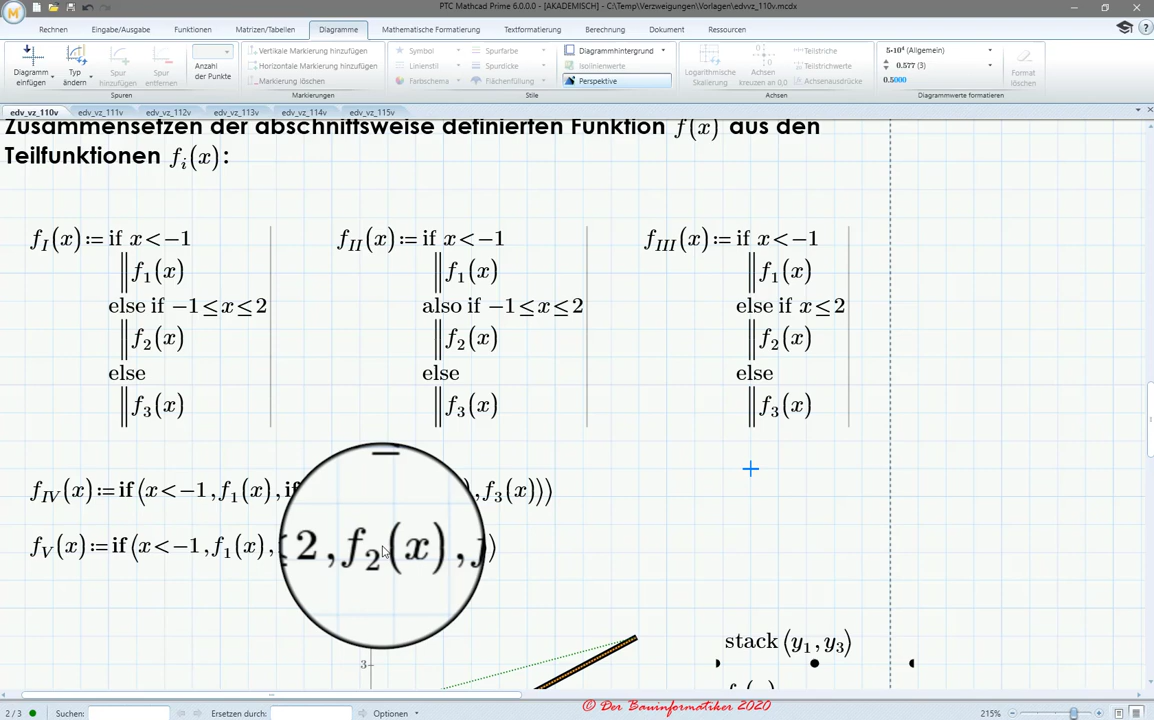 PTC Mathcad Prime 6.0.0.0 - [AKADEMISCH] - C:\Temp\Verzweigungen\Vorlagen\edvvz_110v.mcdx
Rechnen Eingabe/Ausgabe Funktionen Matrizen/Tabellen Diagramme Mathematische Formatierung Textformatierung Berechnung Dokument Ressourcen
Diagramm einfügen
Typ ändern
Spur hinzufügen
Spur entfernen
Anzahl der Punkte
Spuren
Vertikale Markierung hinzufügen
Horizontale Markierung hinzufügen
Markierung löschen
Markierungen
Symbol
Linienstil
Farbschema
Spurfarbe
Spurdicke
Flächenfüllung
Diagrammhintergrund
Isolienwerte
Perspektive
Stile
Logarithmische Skalierung
Achsen kreuzen an 0,0
Teilstriche
Teilstrichwerte
Achsenausdrücke
Achsen
5·10⁴ (Allgemein)
0.577 (3)
0.5000
Format löschen
Diagrammwerte formatieren
edv_vz_110v edv_vz_111v edv_vz_112v edv_vz_113v edv_vz_114v edv_vz_115v
Zusammensetzen der abschnittsweise definierten Funktion f(x) aus den
Teilfunktionen fᵢ(x):
f_I(x):=if x<−1
f₁(x)
else if −1≤x≤2
f₂(x)
else
f₃(x)
f_II(x):=if x<−1
f₁(x)
also if −1≤x≤2
f₂(x)
else
f₃(x)
f_III(x):=if x<−1
f₁(x)
else if x≤2
f₂(x)
else
f₃(x)
f_IV(x):=if(x<−1,f₁(x),if ),f₃(x)))
f_V(x):=if(x<−1,f₁(x), 2,f₂(x), ))
3
stack(y₁,y₃)
2 / 3 Suchen: Ersetzen durch: Optionen
© Der Bauinformatiker 2020
215%